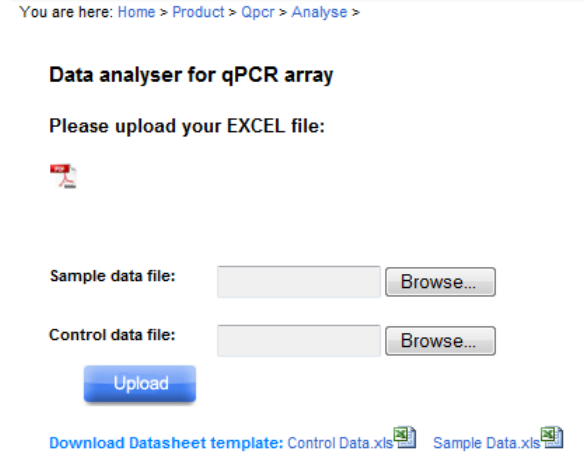 You are here: Home > Product > Qpcr > Analyse >
Data analyser for qPCR array
Please upload your EXCEL file:
PDF
Sample data file: Browse...
Control data file: Browse...
Upload
Download Datasheet template: Control Data.xls Sample Data.xls